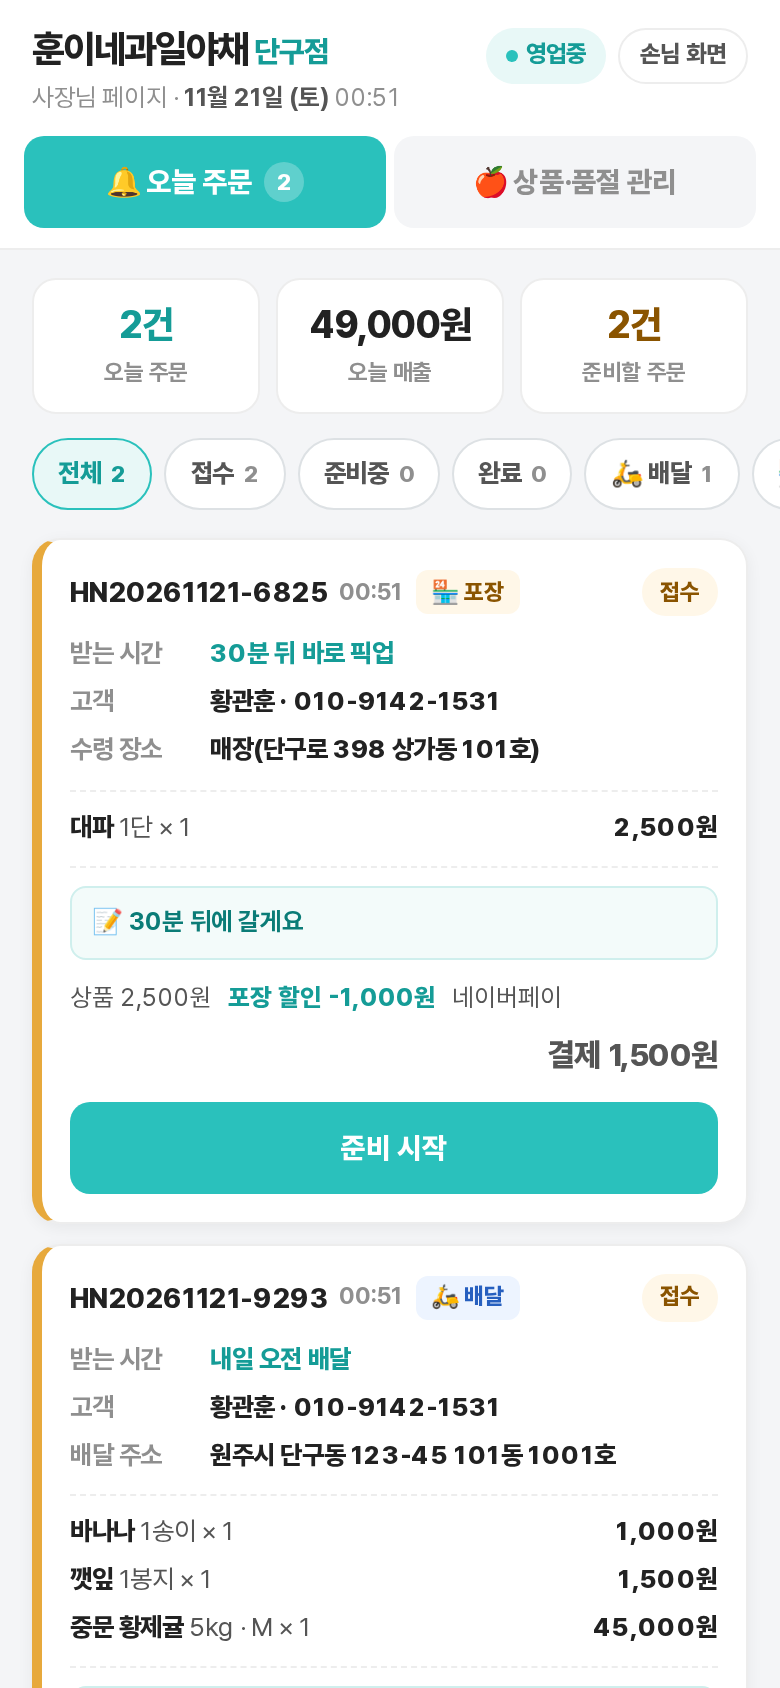 훈이네과일야채 단구점
영업중
손님 화면
사장님 페이지 · 11월 21일 (토) 00:51
오늘 주문 2
상품·품절 관리
2건
오늘 주문
49,000원
오늘 매출
2건
준비할 주문
전체 2
접수 2
준비중 0
완료 0
배달 1
HN20261121-6825 00:51 포장 접수
받는 시간 30분 뒤 바로 픽업
고객 황관훈 · 010-9142-1531
수령 장소 매장(단구로 398 상가동 101호)
대파 1단 × 1 2,500원
30분 뒤에 갈게요
상품 2,500원 포장 할인 -1,000원 네이버페이
결제 1,500원
준비 시작
HN20261121-9293 00:51 배달 접수
받는 시간 내일 오전 배달
고객 황관훈 · 010-9142-1531
배달 주소 원주시 단구동 123-45 101동 1001호
바나나 1송이 × 1 1,000원
깻잎 1봉지 × 1 1,500원
중문 황제귤 5kg · M × 1 45,000원